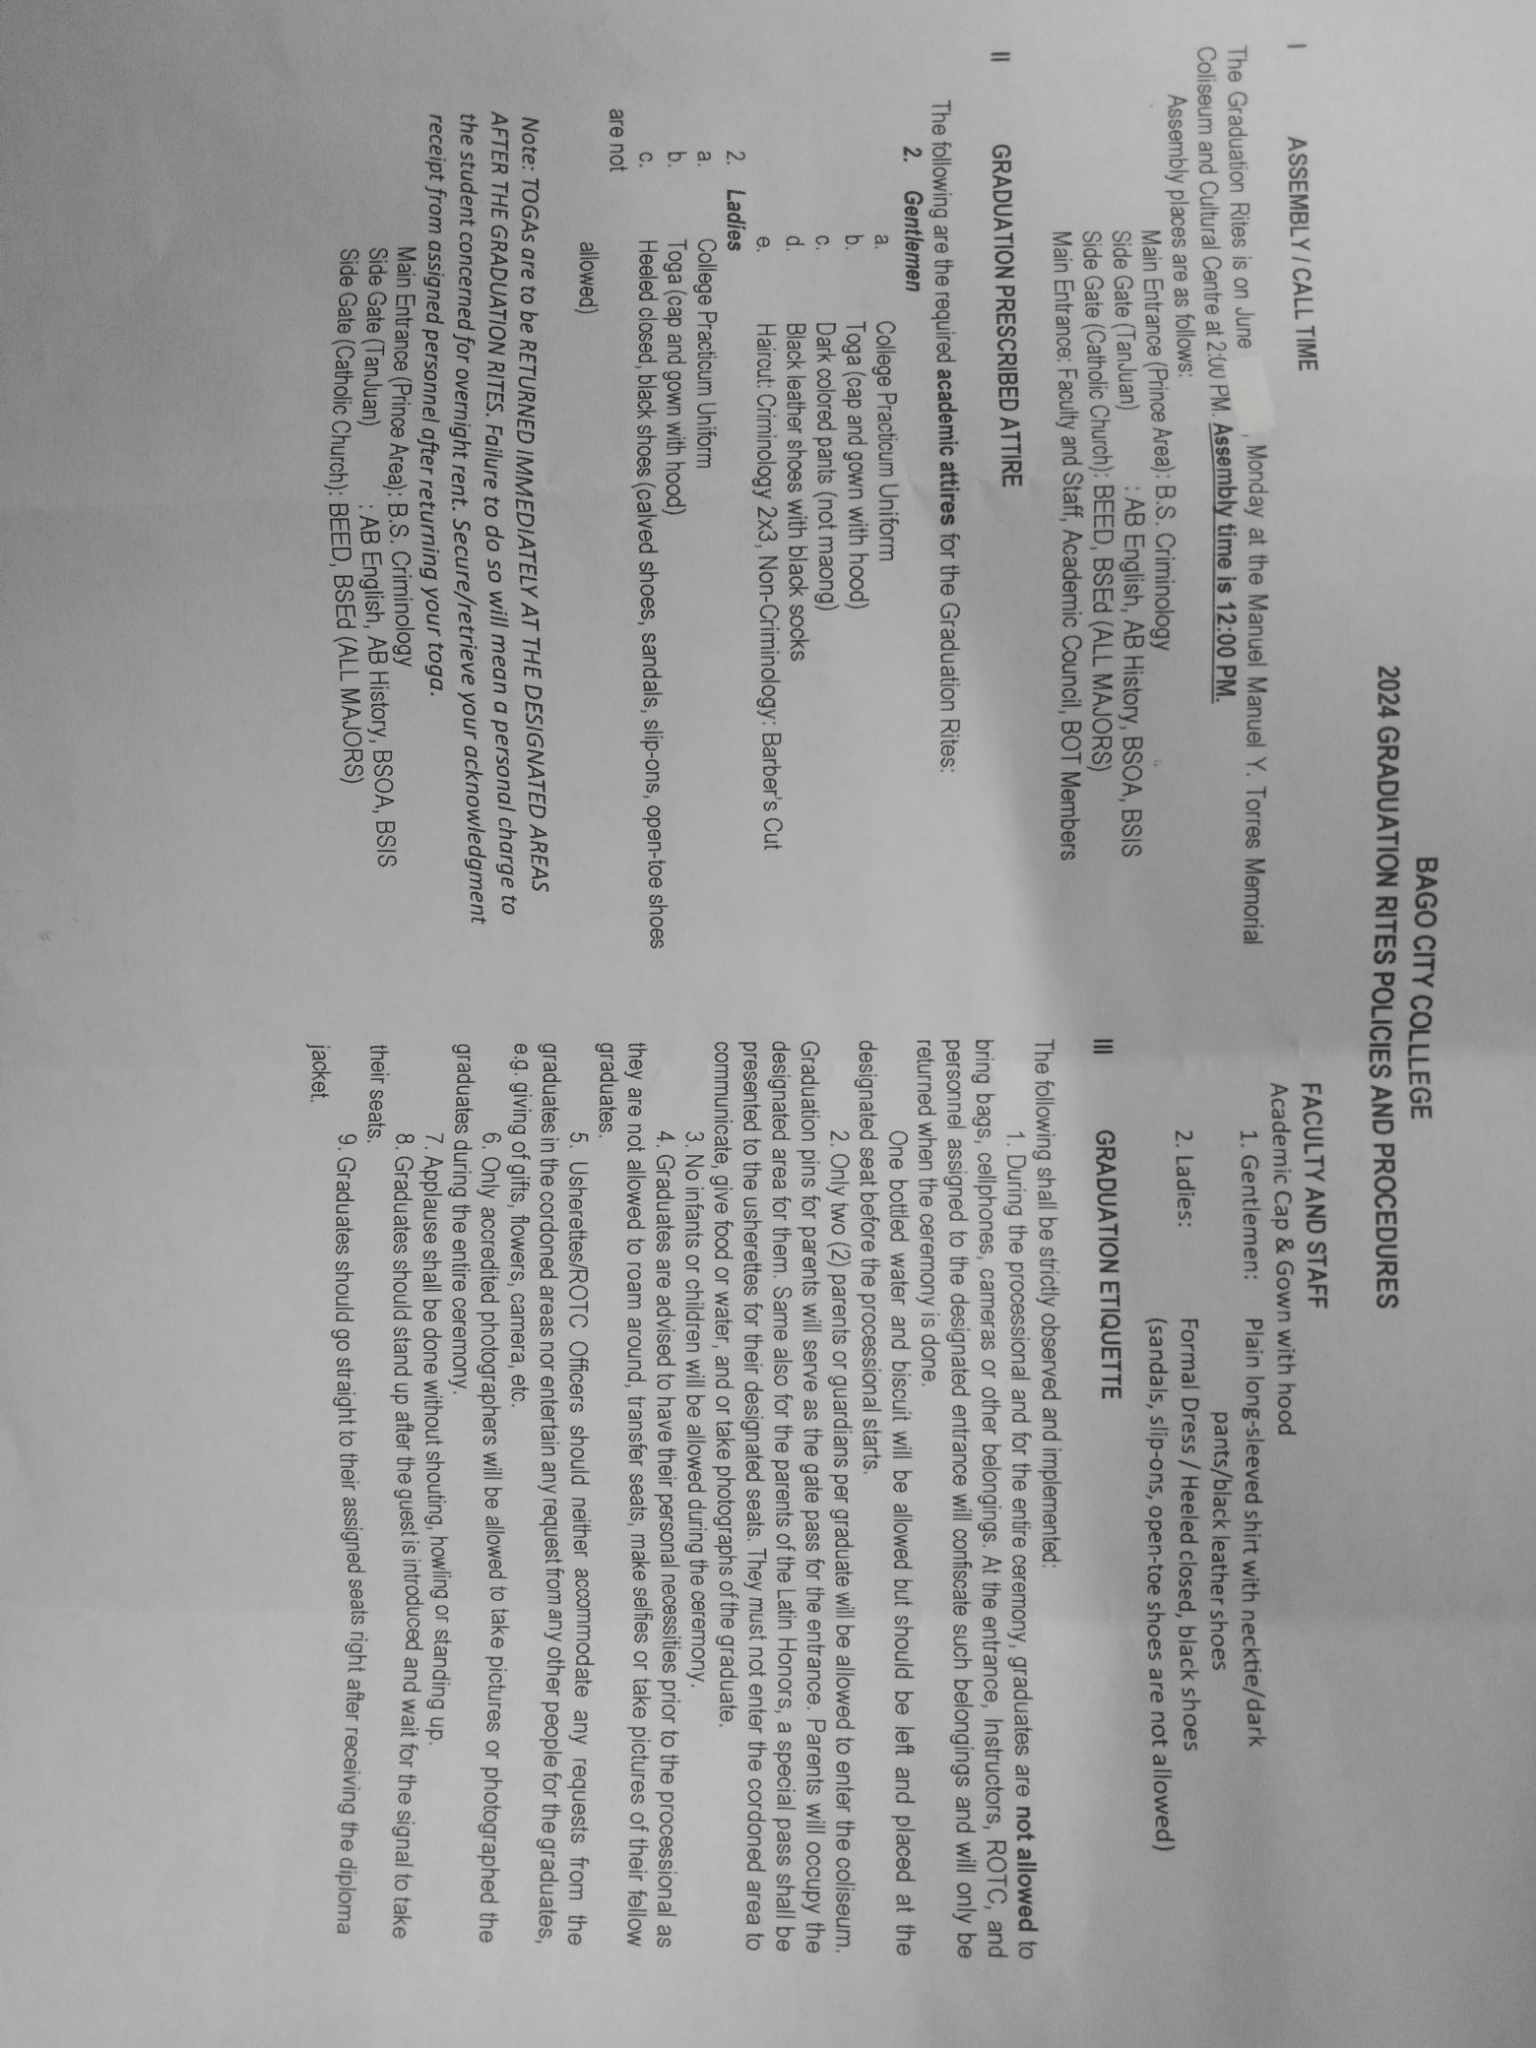 BAGO CITY COLLLEGE
2024 GRADUATION RITES POLICIES AND PROCEDURES
I ASSEMBLY / CALL TIME
The Graduation Rites is on June , Monday at the Manuel Manuel Y. Torres Memorial
Coliseum and Cultural Centre at 2:00 PM. Assembly time is 12:00 PM.
Assembly places are as follows:
Main Entrance (Prince Area): B.S. Criminology
Side Gate (TanJuan) : AB English, AB History, BSOA, BSIS
Side Gate (Catholic Church): BEED, BSEd (ALL MAJORS)
Main Entrance: Faculty and Staff, Academic Council, BOT Members
II GRADUATION PRESCRIBED ATTIRE
The following are the required academic attires for the Graduation Rites:
2. Gentlemen
a. College Practicum Uniform
b. Toga (cap and gown with hood)
c. Dark colored pants (not maong)
d. Black leather shoes with black socks
e. Haircut: Criminology 2x3, Non-Criminology: Barber's Cut
2. Ladies
a. College Practicum Uniform
b. Toga (cap and gown with hood)
c. Heeled closed, black shoes (calved shoes, sandals, slip-ons, open-toe shoes
are not
allowed)
Note: TOGAs are to be RETURNED IMMEDIATELY AT THE DESIGNATED AREAS
AFTER THE GRADUATION RITES. Failure to do so will mean a personal charge to
the student concerned for overnight rent. Secure/retrieve your acknowledgment
receipt from assigned personnel after returning your toga.
Main Entrance (Prince Area): B.S. Criminology
Side Gate (TanJuan) : AB English, AB History, BSOA, BSIS
Side Gate (Catholic Church): BEED, BSEd (ALL MAJORS)
FACULTY AND STAFF
Academic Cap & Gown with hood
1. Gentlemen: Plain long-sleeved shirt with necktie/dark
pants/black leather shoes
2. Ladies: Formal Dress / Heeled closed, black shoes
(sandals, slip-ons, open-toe shoes are not allowed)
III GRADUATION ETIQUETTE
The following shall be strictly observed and implemented:
1. During the processional and for the entire ceremony, graduates are not allowed to
bring bags, cellphones, cameras or other belongings. At the entrance, Instructors, ROTC, and
personnel assigned to the designated entrance will confiscate such belongings and will only be
returned when the ceremony is done.
One bottled water and biscuit will be allowed but should be left and placed at the
designated seat before the processional starts.
2. Only two (2) parents or guardians per graduate will be allowed to enter the coliseum.
Graduation pins for parents will serve as the gate pass for the entrance. Parents will occupy the
designated area for them. Same also for the parents of the Latin Honors, a special pass shall be
presented to the usherettes for their designated seats. They must not enter the cordoned area to
communicate, give food or water, and or take photographs of the graduate.
3. No infants or children will be allowed during the ceremony.
4. Graduates are advised to have their personal necessities prior to the processional as
they are not allowed to roam around, transfer seats, make selfies or take pictures of their fellow
graduates.
5. Usherettes/ROTC Officers should neither accommodate any requests from the
graduates in the cordoned areas nor entertain any request from any other people for the graduates,
e.g. giving of gifts, flowers, camera, etc.
6. Only accredited photographers will be allowed to take pictures or photographed the
graduates during the entire ceremony.
7. Applause shall be done without shouting, howling or standing up.
8. Graduates should stand up after the guest is introduced and wait for the signal to take
their seats.
9. Graduates should go straight to their assigned seats right after receiving the diploma
jacket.